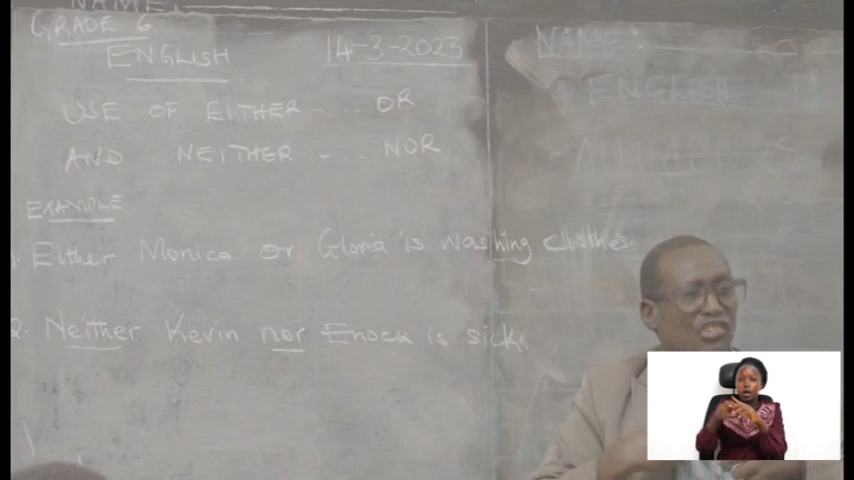 NAME:
GRADE 6
ENGLISH 14-3-2023
USE OF EITHER - ... OR
AND NEITHER - ... NOR
EXAMPLE
Either Monica or Gloria is washing clothes.
2. Neither Kevin nor Enock is sick.
NAME:
ENGLISH